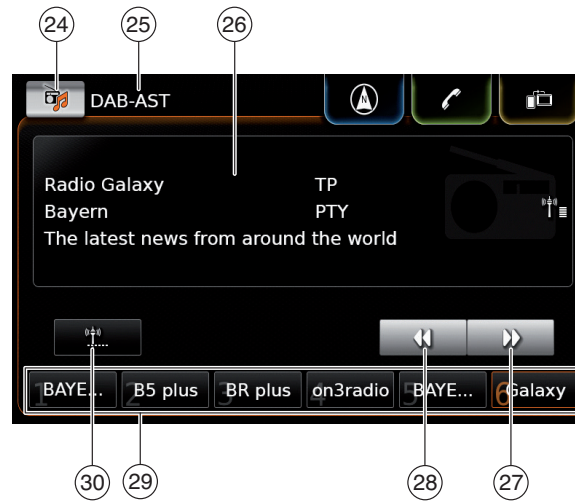 24 25 26
DAB-AST
Radio Galaxy TP
Bayern PTY
The latest news from around the world
1 BAYE... 2 B5 plus 3 BR plus 4 on3radio 5 BAYE... 6 Galaxy
30 29 28 27